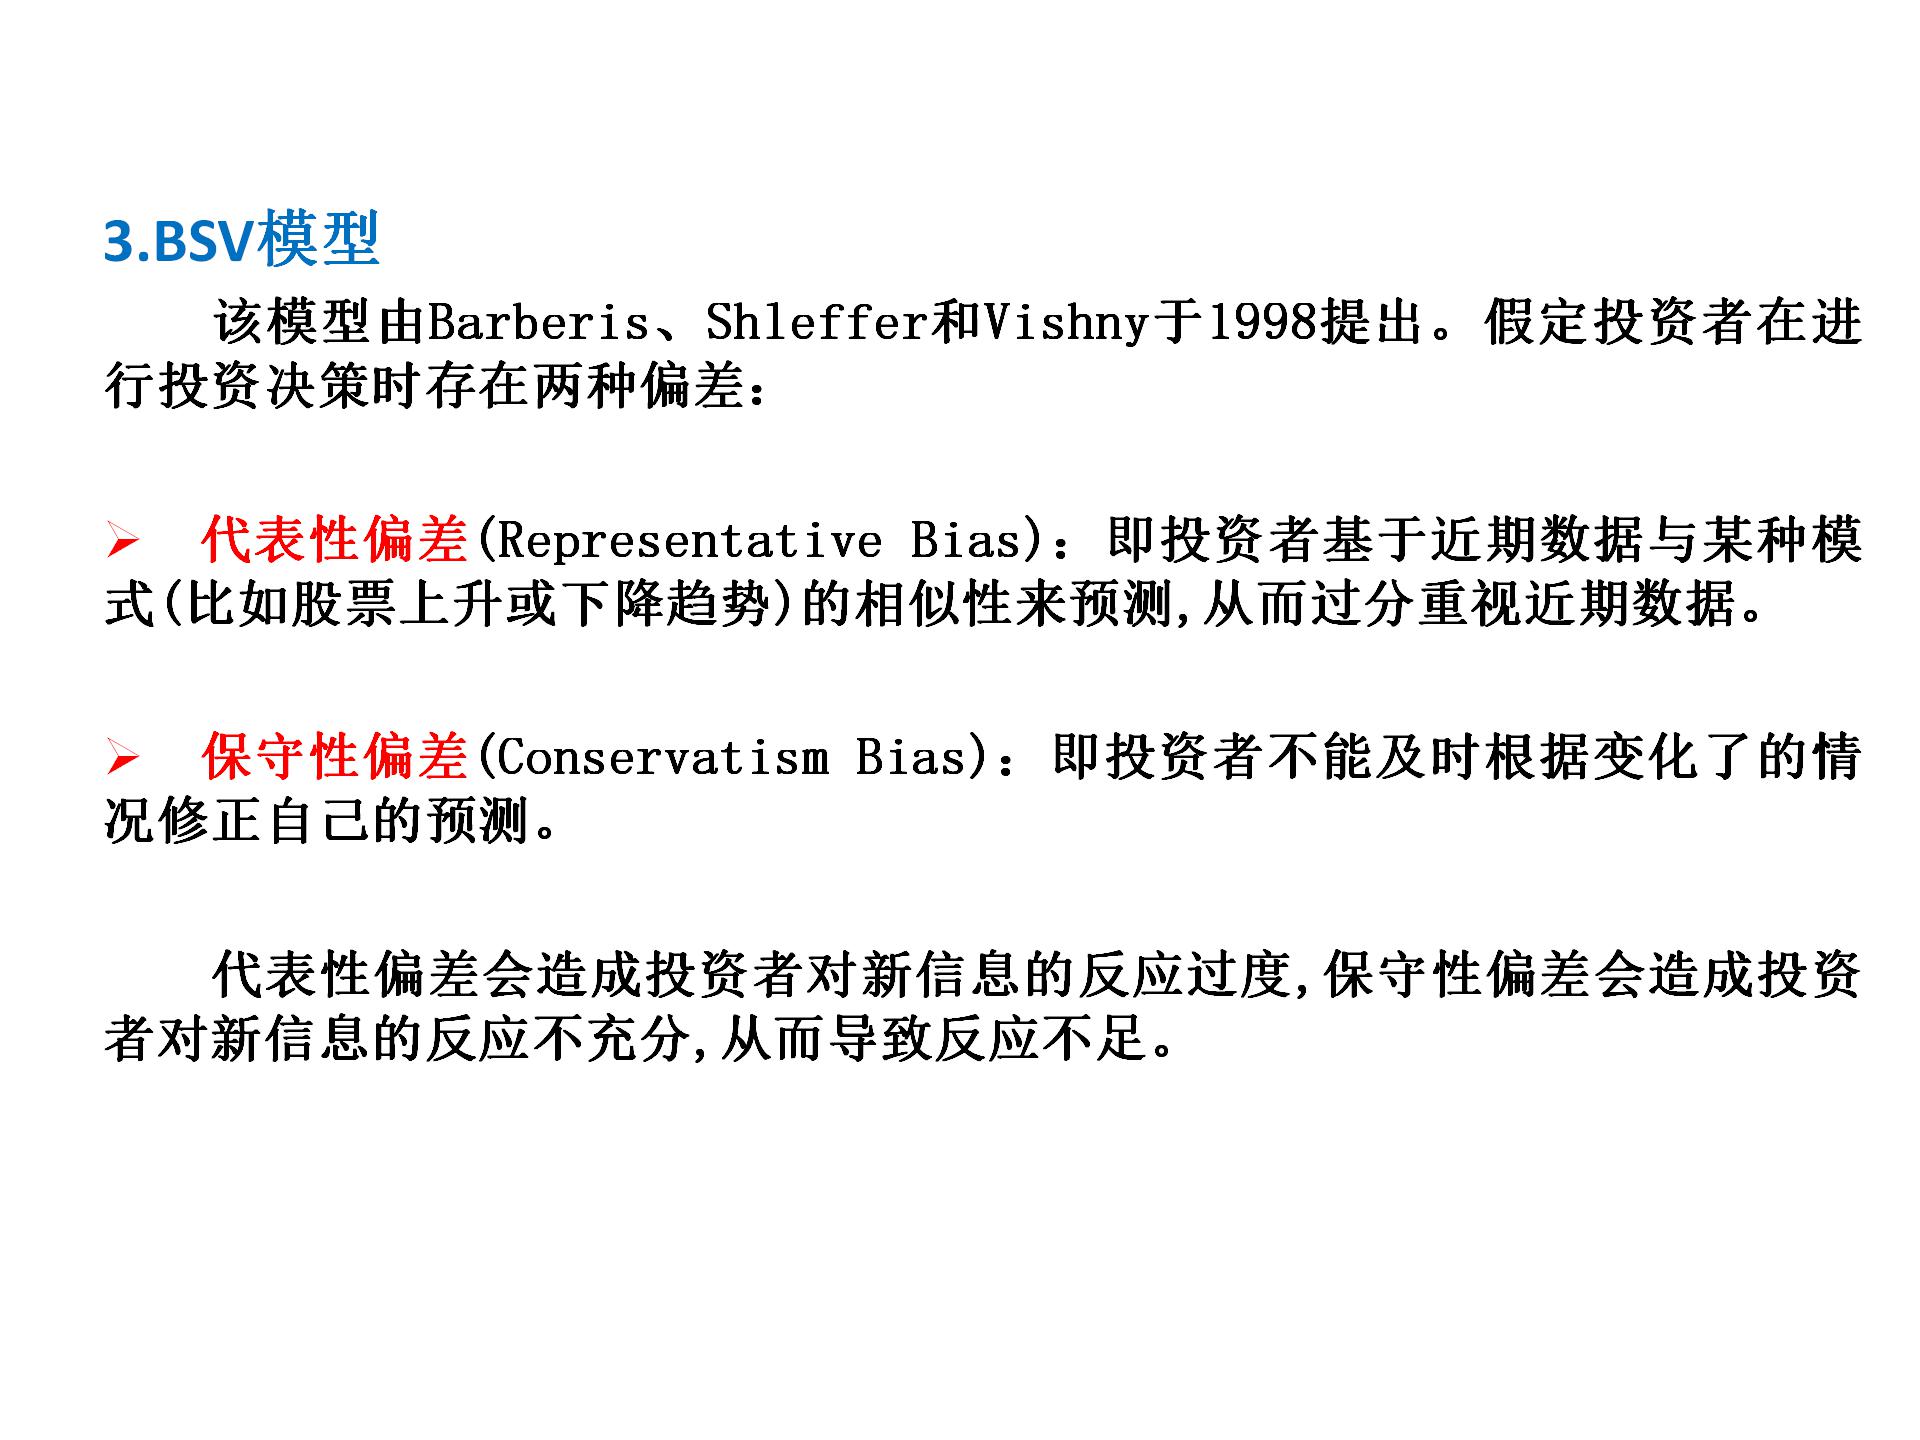 3.BSV模型
该模型由Barberis、Shleffer和Vishny于1998提出。假定投资者在进
行投资决策时存在两种偏差：
➢ 代表性偏差(Representative Bias)：即投资者基于近期数据与某种模
式(比如股票上升或下降趋势)的相似性来预测,从而过分重视近期数据。
➢ 保守性偏差(Conservatism Bias)：即投资者不能及时根据变化了的情
况修正自己的预测。
代表性偏差会造成投资者对新信息的反应过度,保守性偏差会造成投资
者对新信息的反应不充分,从而导致反应不足。